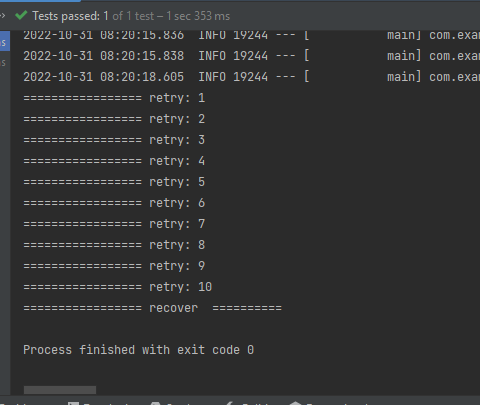 Tests passed: 1 of 1 test – 1 sec 353 ms
2022-10-31 08:20:15.836  INFO 19244 --- [           main] com.exa
2022-10-31 08:20:15.838  INFO 19244 --- [           main] com.exa
2022-10-31 08:20:18.605  INFO 19244 --- [           main] com.exa
================ retry: 1
================ retry: 2
================ retry: 3
================ retry: 4
================ retry: 5
================ retry: 6
================ retry: 7
================ retry: 8
================ retry: 9
================ retry: 10
================ recover  ==========
Process finished with exit code 0